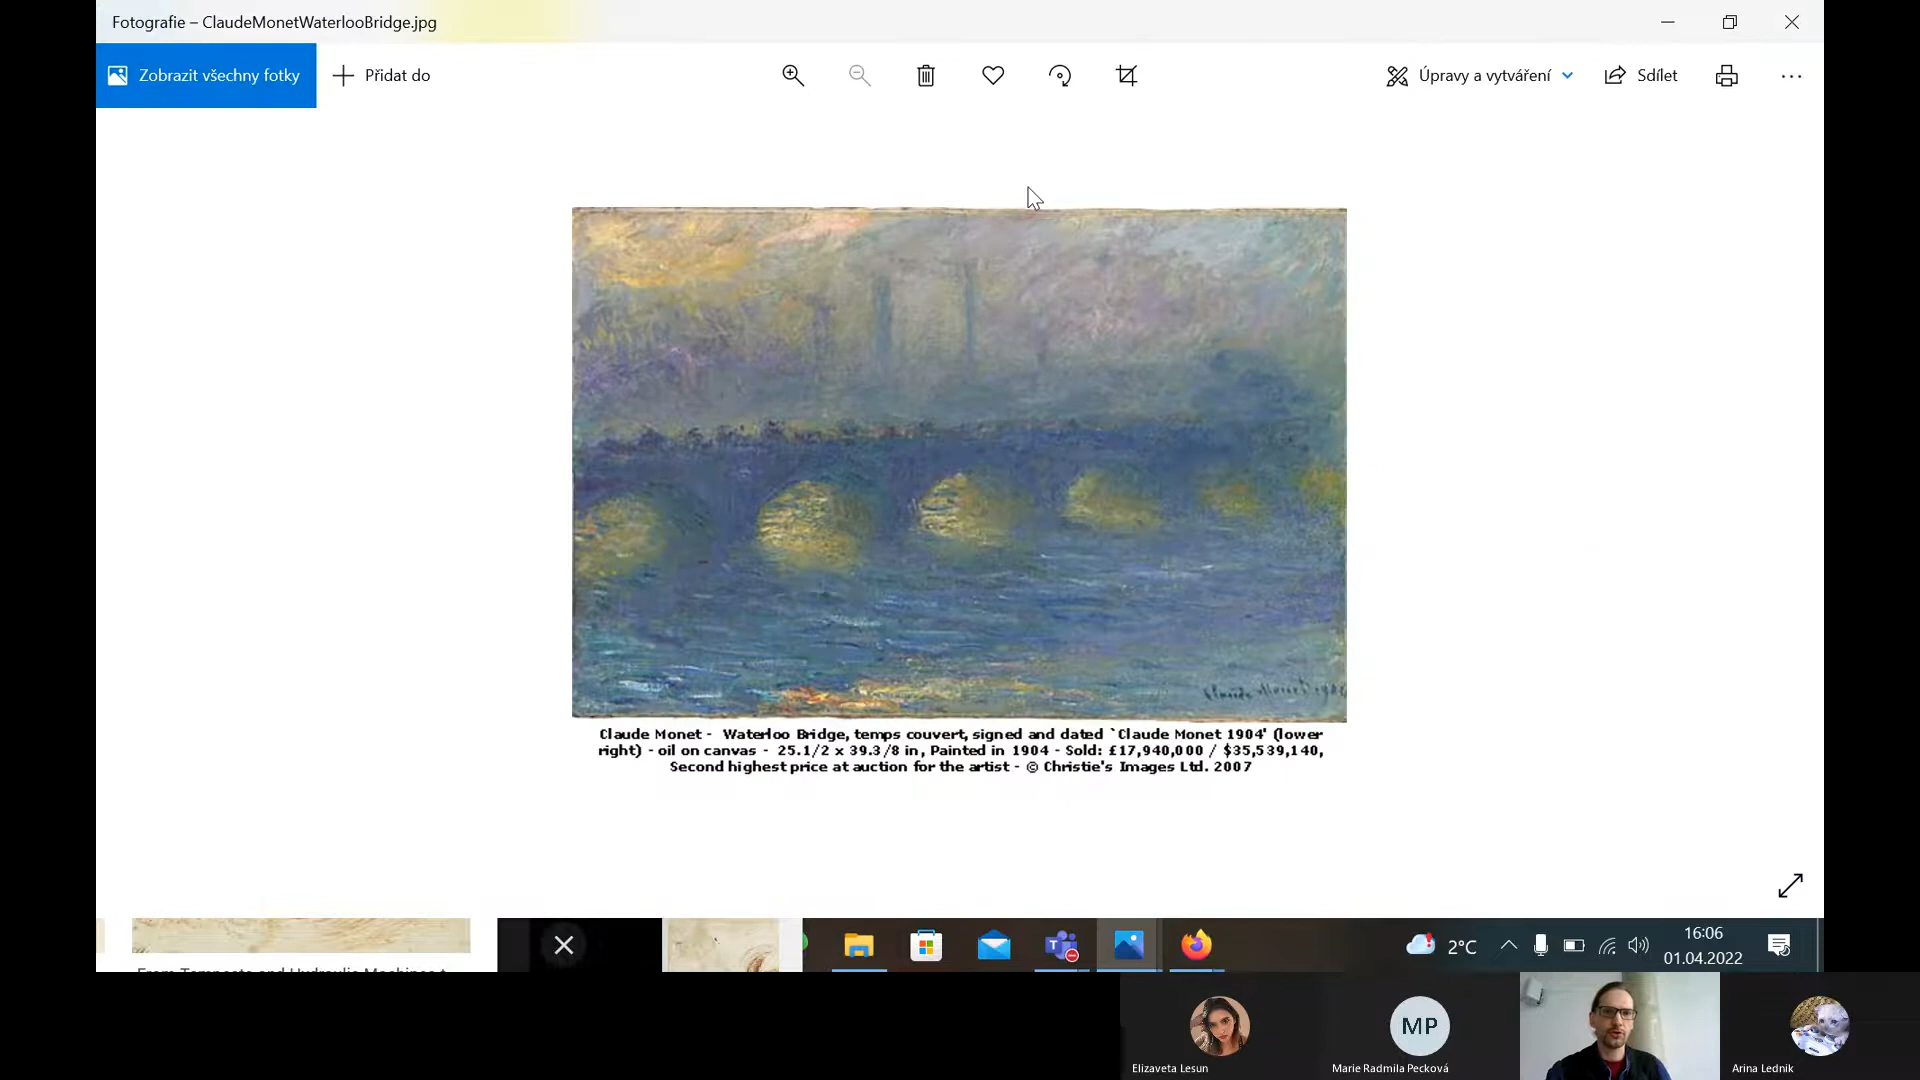 Fotografie – ClaudeMonetWaterlooBridge.jpg
Zobrazit všechny fotky
Přidat do
Úpravy a vytváření
Sdílet
Claude Monet 1904
Claude Monet - Waterloo Bridge, temps couvert, signed and dated `Claude Monet 1904' (lower
right) - oil on canvas - 25.1/2 x 39.3/8 in, Painted in 1904 - Sold: £17,940,000 / $35,539,140,
Second highest price at auction for the artist - © Christie's Images Ltd. 2007
2°C
16:06
01.04.2022
MP
Elizaveta Lesun
Marie Radmila Pecková
Arina Lednik